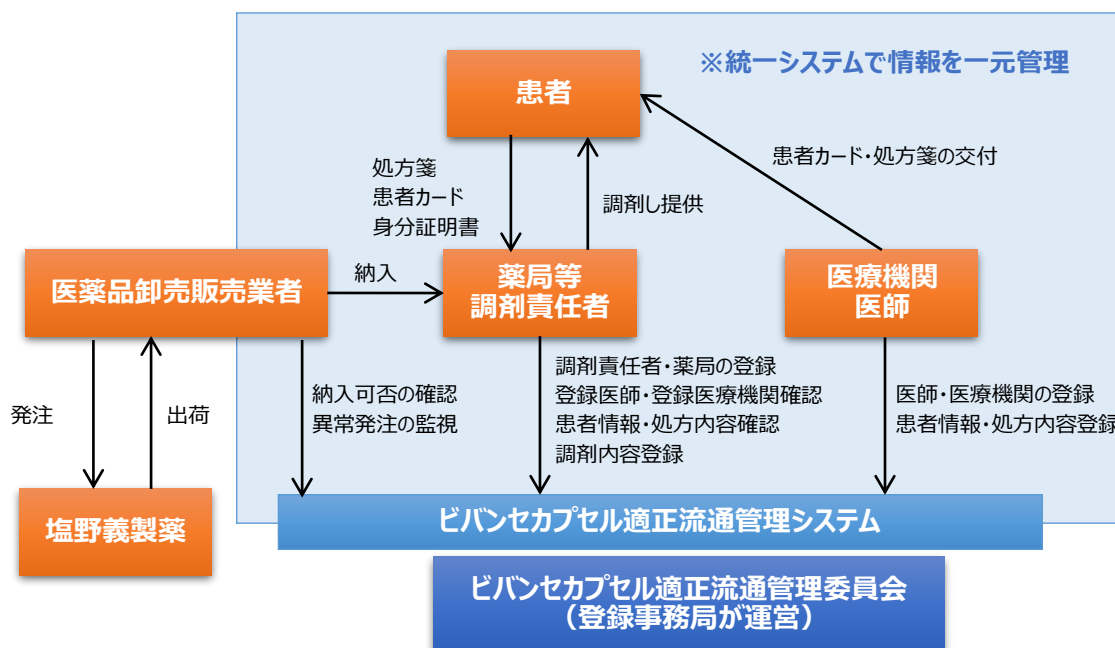 ※統一システムで情報を一元管理
患者
患者カード・処方箋の交付
処方箋
患者カード
身分証明書
調剤し提供
医薬品卸売販売業者
納入
薬局等
調剤責任者
医療機関
医師
発注
出荷
納入可否の確認
異常発注の監視
調剤責任者・薬局の登録
登録医師・登録医療機関確認
患者情報・処方内容確認
調剤内容登録
医師・医療機関の登録
患者情報・処方内容登録
塩野義製薬
ビバンセカプセル適正流通管理システム
ビバンセカプセル適正流通管理委員会
（登録事務局が運営）